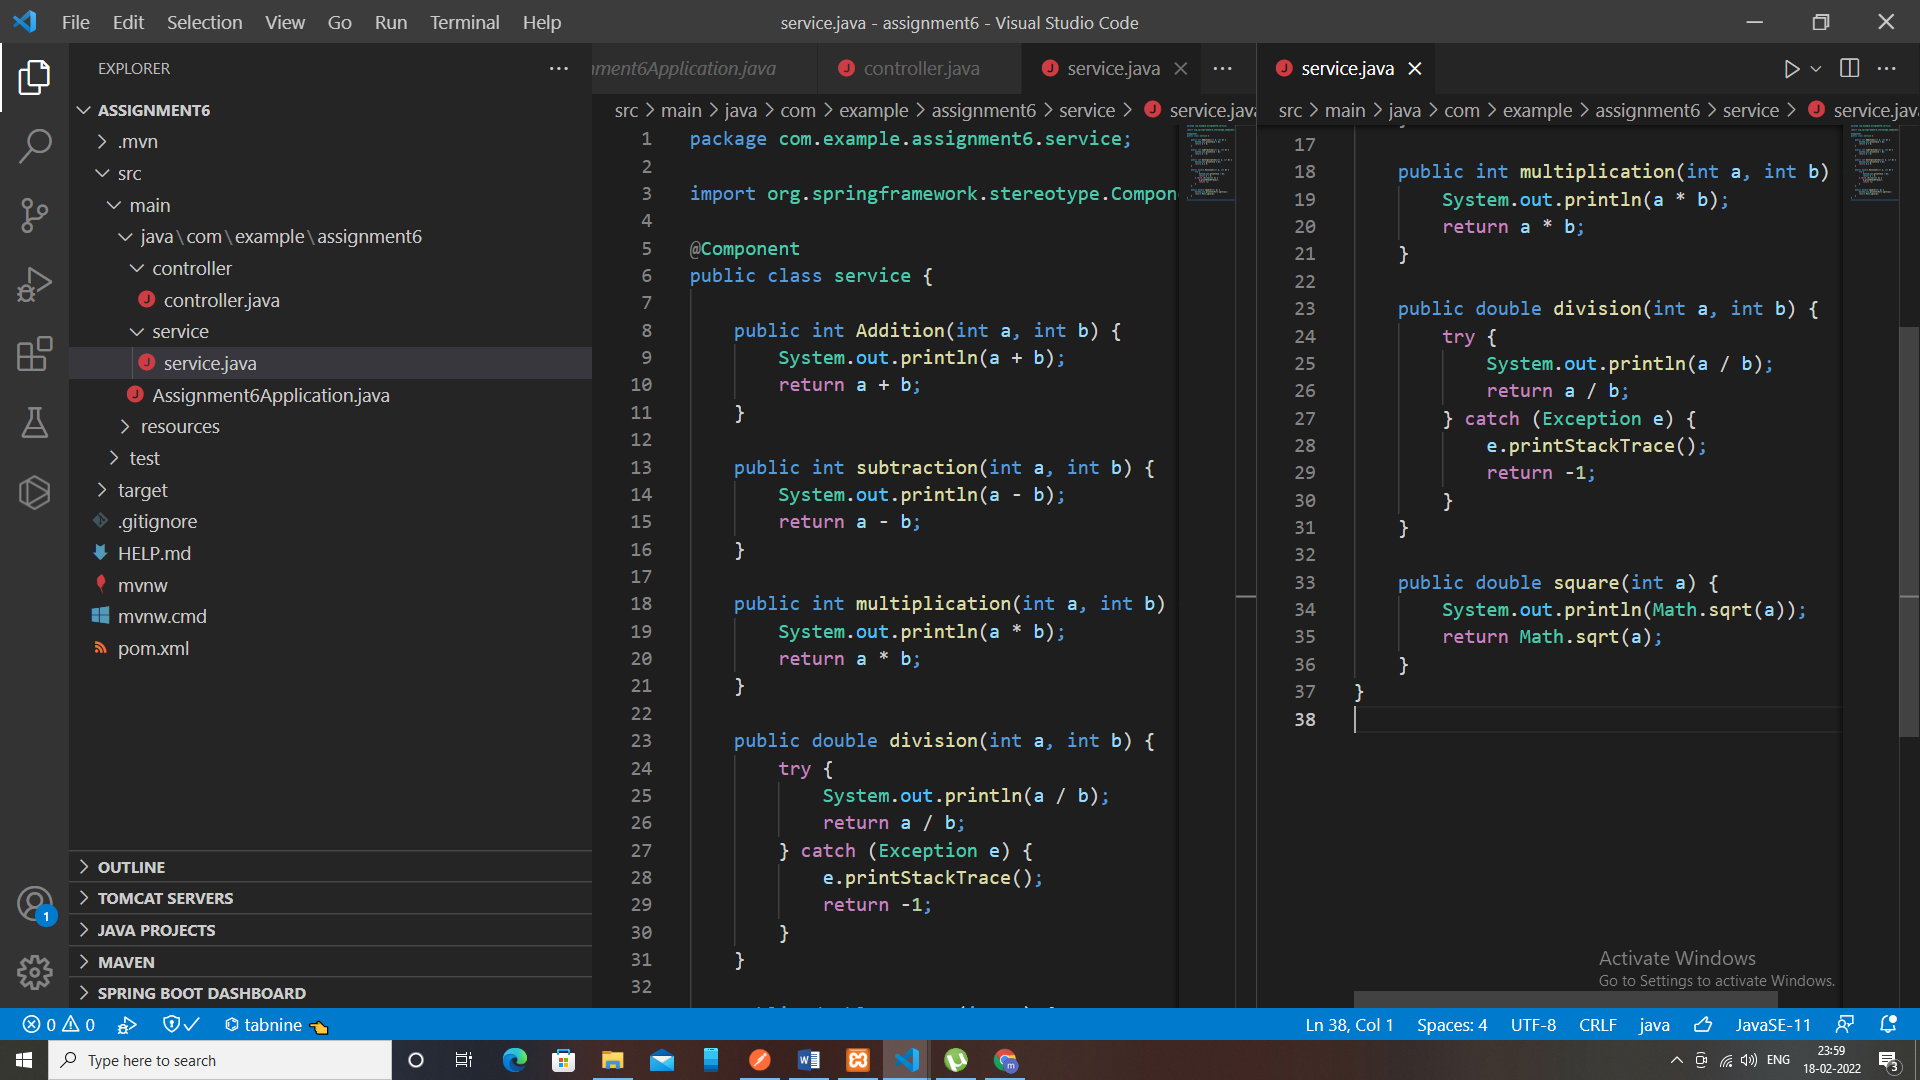 File Edit Selection View Go Run Terminal Help
service.java - assignment6 - Visual Studio Code
EXPLORER
ASSIGNMENT6
.mvn
src
main
java\com\example\assignment6
controller
controller.java
service
service.java
Assignment6Application.java
resources
test
target
.gitignore
HELP.md
mvnw
mvnw.cmd
pom.xml
OUTLINE
TOMCAT SERVERS
JAVA PROJECTS
MAVEN
SPRING BOOT DASHBOARD
nment6Application.java controller.java service.java
src > main > java > com > example > assignment6 > service > service.java
1 package com.example.assignment6.service;
2
3 import org.springframework.stereotype.Compon
4
5 @Component
6 public class service {
7
8 public int Addition(int a, int b) {
9 System.out.println(a + b);
10 return a + b;
11 }
12
13 public int subtraction(int a, int b) {
14 System.out.println(a - b);
15 return a - b;
16 }
17
18 public int multiplication(int a, int b)
19 System.out.println(a * b);
20 return a * b;
21 }
22
23 public double division(int a, int b) {
24 try {
25 System.out.println(a / b);
26 return a / b;
27 } catch (Exception e) {
28 e.printStackTrace();
29 return -1;
30 }
31 }
32
service.java
src > main > java > com > example > assignment6 > service > service.jav
17
18 public int multiplication(int a, int b)
19 System.out.println(a * b);
20 return a * b;
21 }
22
23 public double division(int a, int b) {
24 try {
25 System.out.println(a / b);
26 return a / b;
27 } catch (Exception e) {
28 e.printStackTrace();
29 return -1;
30 }
31 }
32
33 public double square(int a) {
34 System.out.println(Math.sqrt(a));
35 return Math.sqrt(a);
36 }
37 }
38
Activate Windows
Go to Settings to activate Windows.
1
0 0 tabnine
Ln 38, Col 1 Spaces: 4 UTF-8 CRLF java JavaSE-11
Type here to search
ENG
23:59
18-02-2022
3